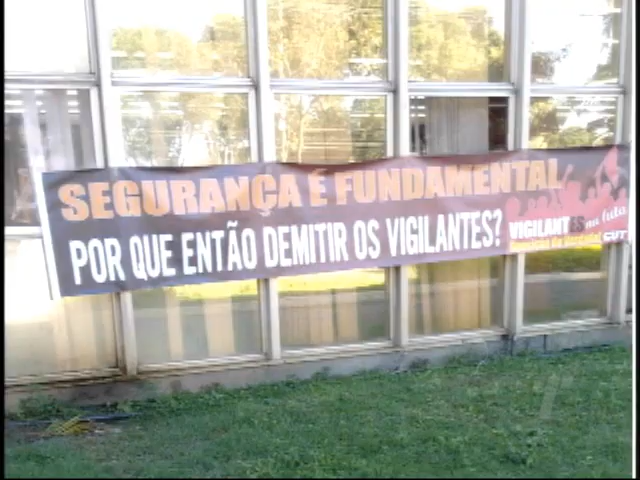 SEGURANÇA É FUNDAMENTAL
POR QUE ENTÃO DEMITIR OS VIGILANTES?
VIGILANTES na luta
CUT